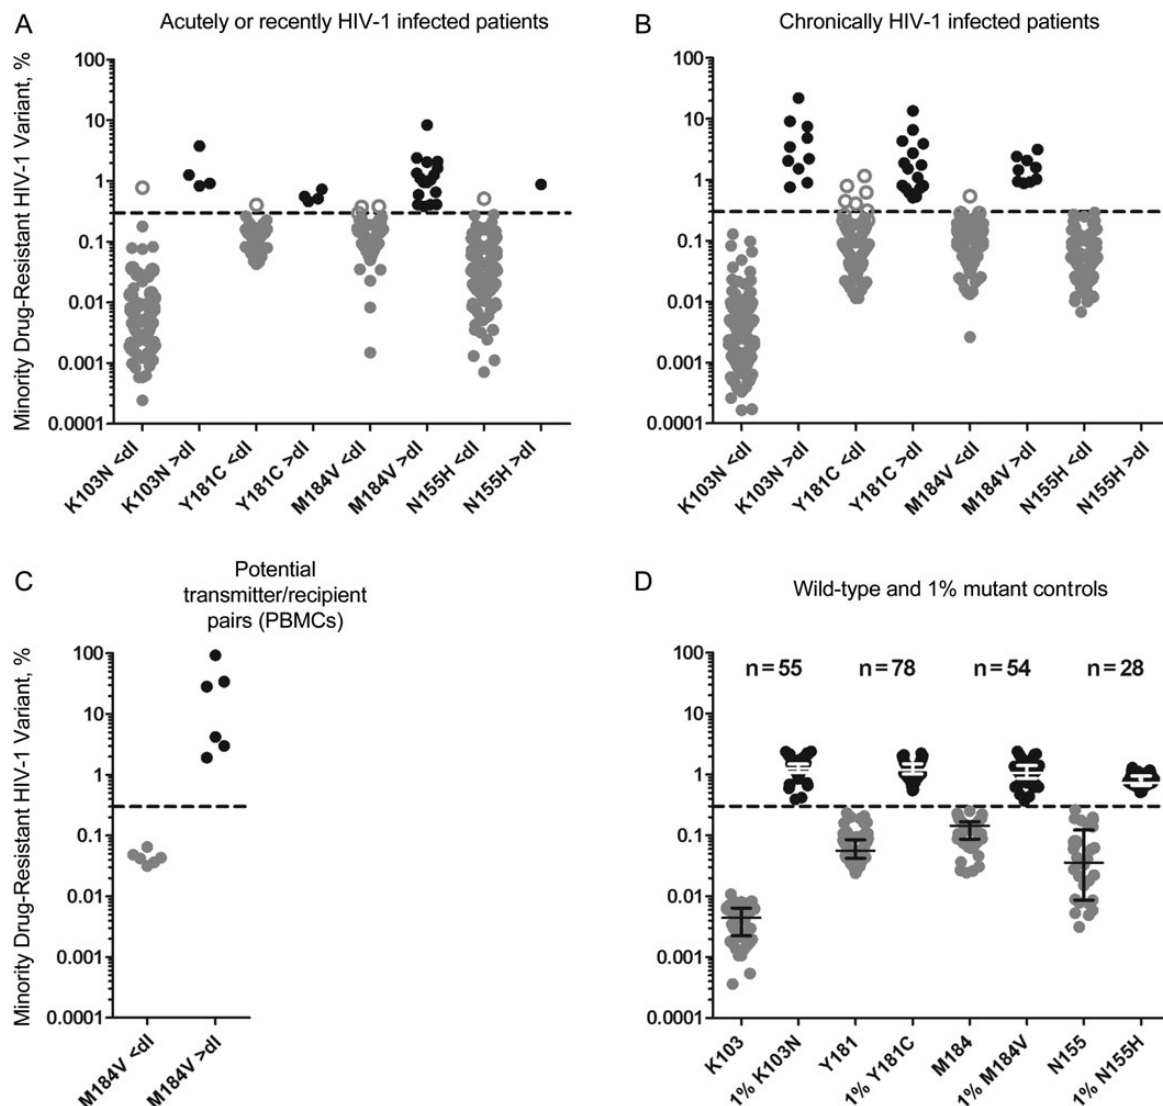 A
Acutely or recently HIV-1 infected patients
Minority Drug-Resistant HIV-1 Variant, %
100
10
1
0.1
0.01
0.001
0.0001
K103N <dl
K103N >dl
Y181C <dl
Y181C >dl
M184V <dl
M184V >dl
N155H <dl
N155H >dl
B
Chronically HIV-1 infected patients
100
10
1
0.1
0.01
0.001
0.0001
K103N <dl
K103N >dl
Y181C <dl
Y181C >dl
M184V <dl
M184V >dl
N155H <dl
N155H >dl
C
Potential
transmitter/recipient
pairs (PBMCs)
Minority Drug-Resistant HIV-1 Variant, %
100
10
1
0.1
0.01
0.001
0.0001
M184V <dl
M184V >dl
D
Wild-type and 1% mutant controls
100
10
1
0.1
0.01
0.001
0.0001
n=55
n=78
n=54
n=28
K103
1% K103N
Y181
1% Y181C
M184
1% M184V
N155
1% N155H